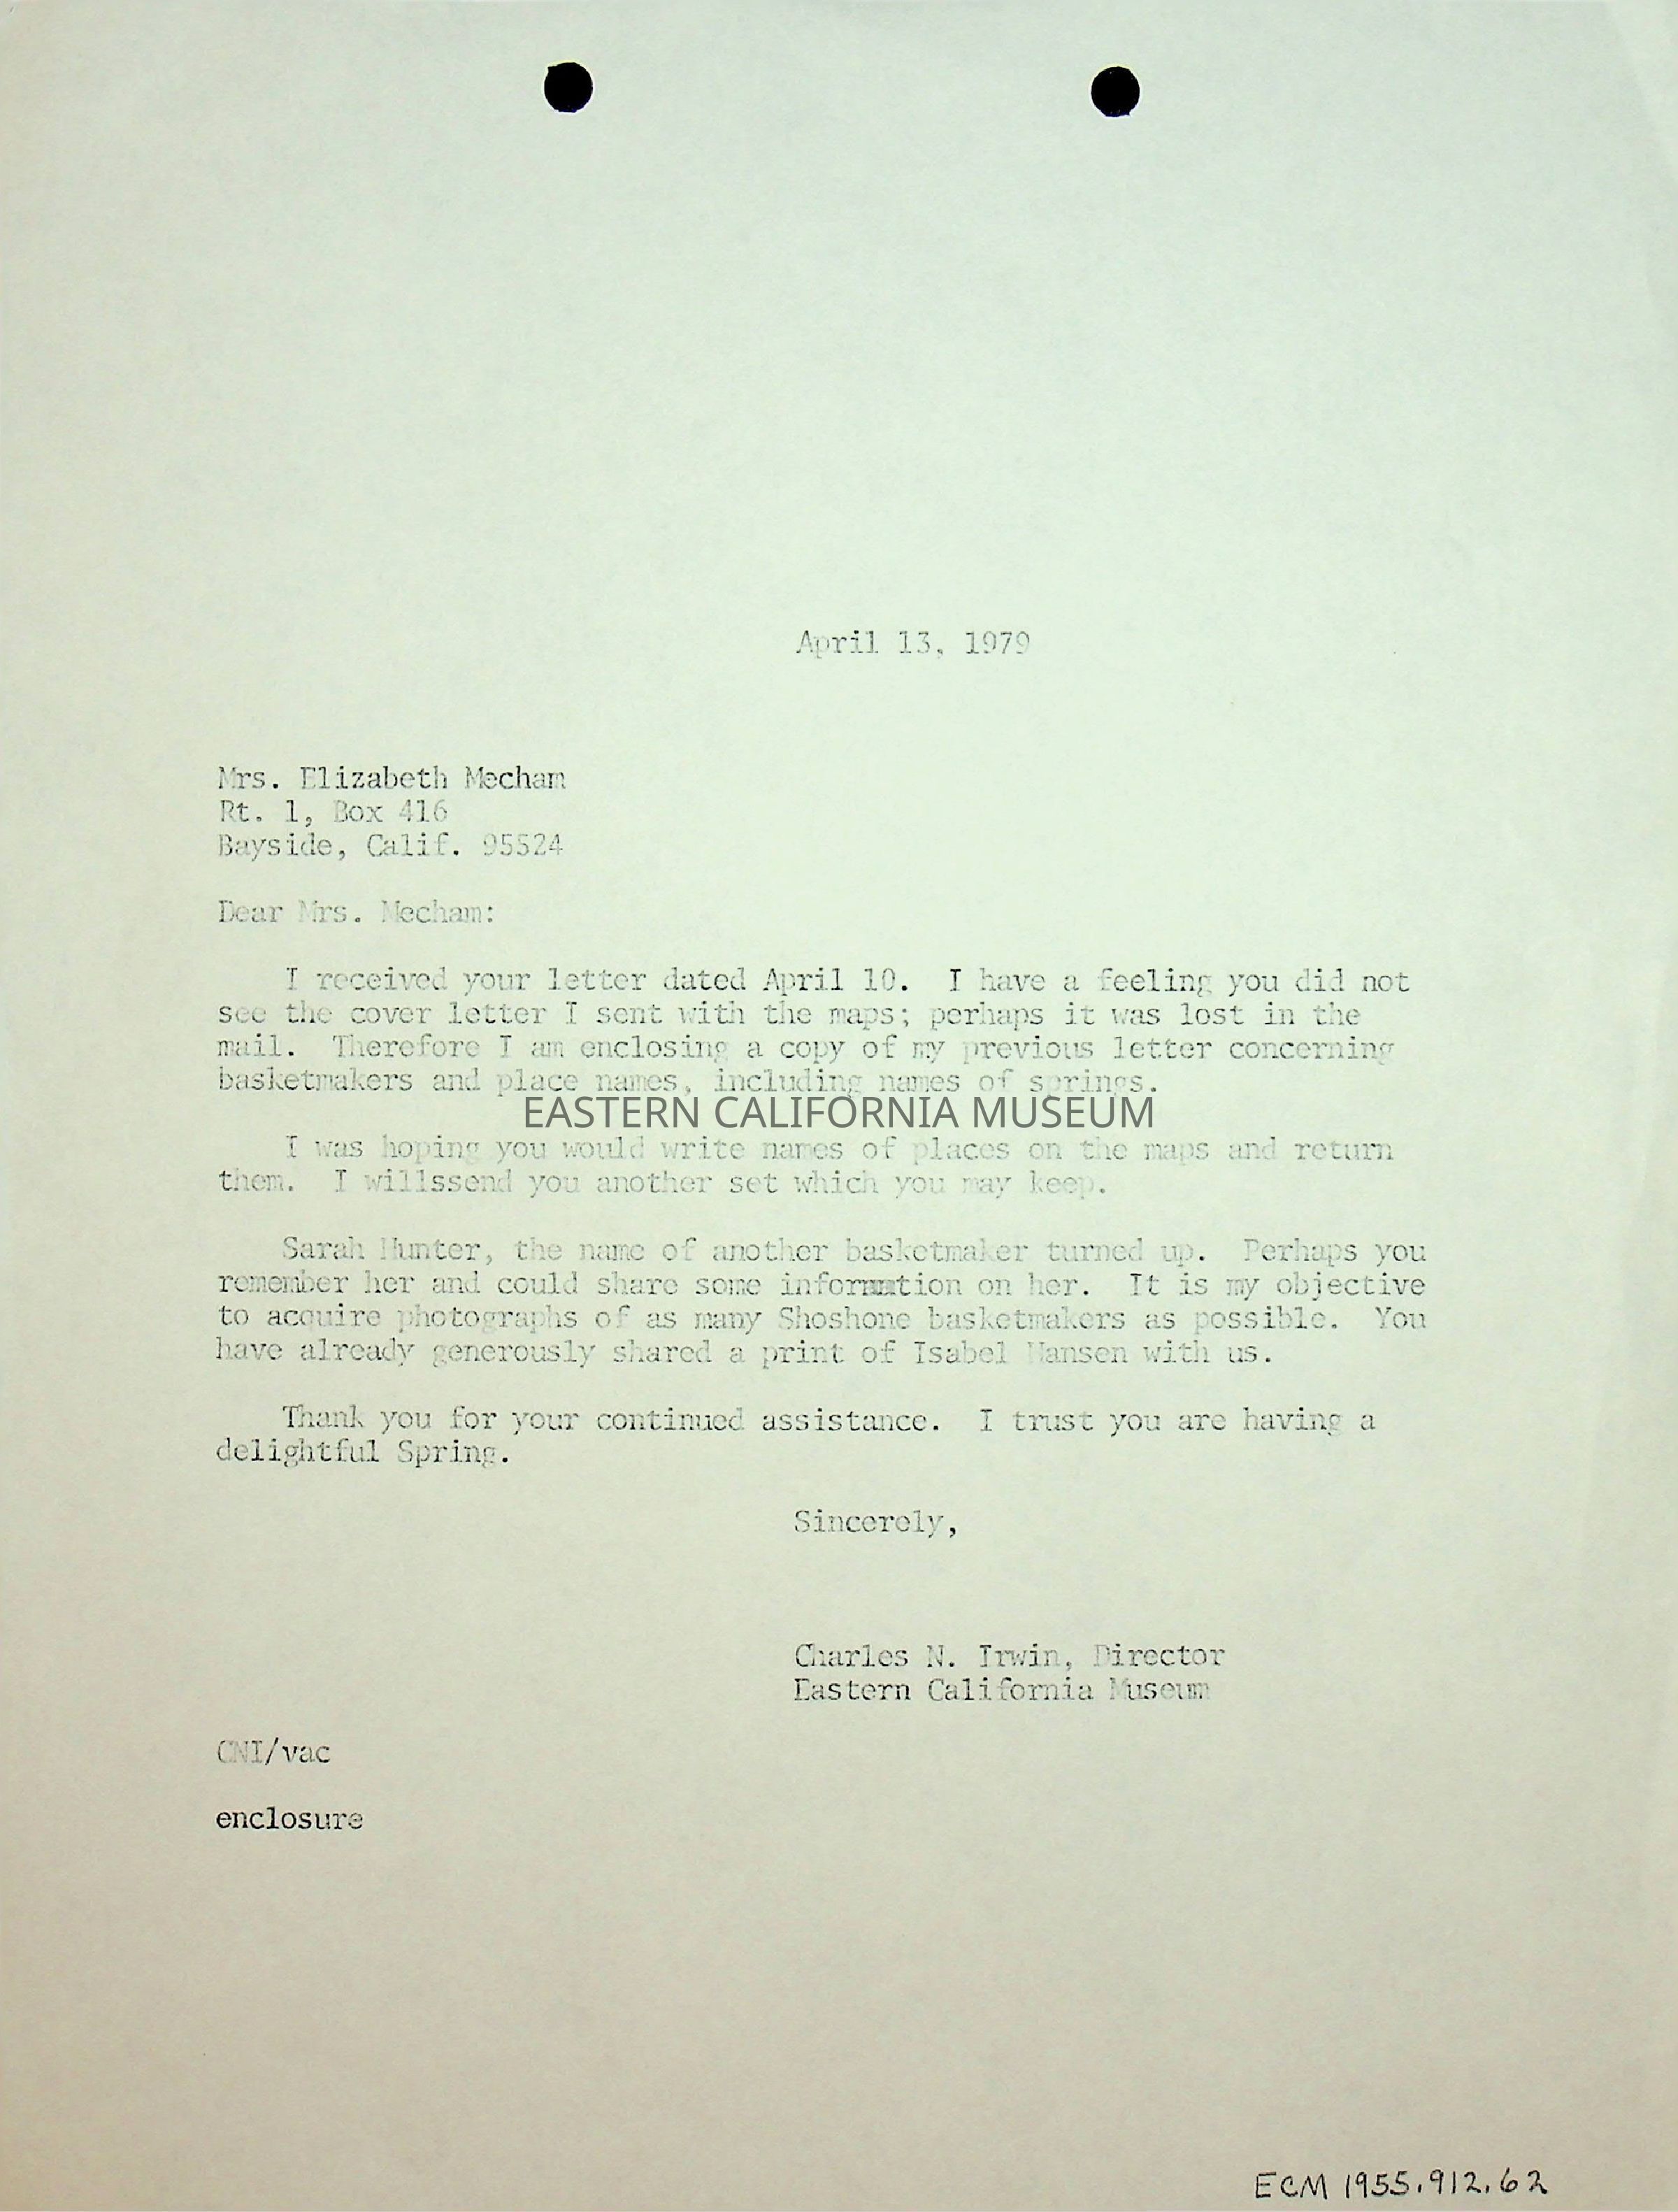 April 13, 1979
Mrs. Elizabeth Mecham
Rt. 1, Box 416
Bayside, Calif. 95524
Dear Mrs. Mecham:
I received your letter dated April 10. I have a feeling you did not
see the cover letter I sent with the maps; perhaps it was lost in the
mail. Therefore I am enclosing a copy of my previous letter concerning
basketmakers and place names, including names of springs.
EASTERN CALIFORNIA MUSEUM
I was hoping you would write names of places on the maps and return
them. I willssend you another set which you may keep.
Sarah Hunter, the name of another basketmaker turned up. Perhaps you
remember her and could share some information on her. It is my objective
to acquire photographs of as many Shoshone basketmakers as possible. You
have already generously shared a print of Isabel Hansen with us.
Thank you for your continued assistance. I trust you are having a
delightful Spring.
Sincerely,
Charles N. Irwin, Director
Eastern California Museum
CNI/vac
enclosure
ECM 1955.912.62